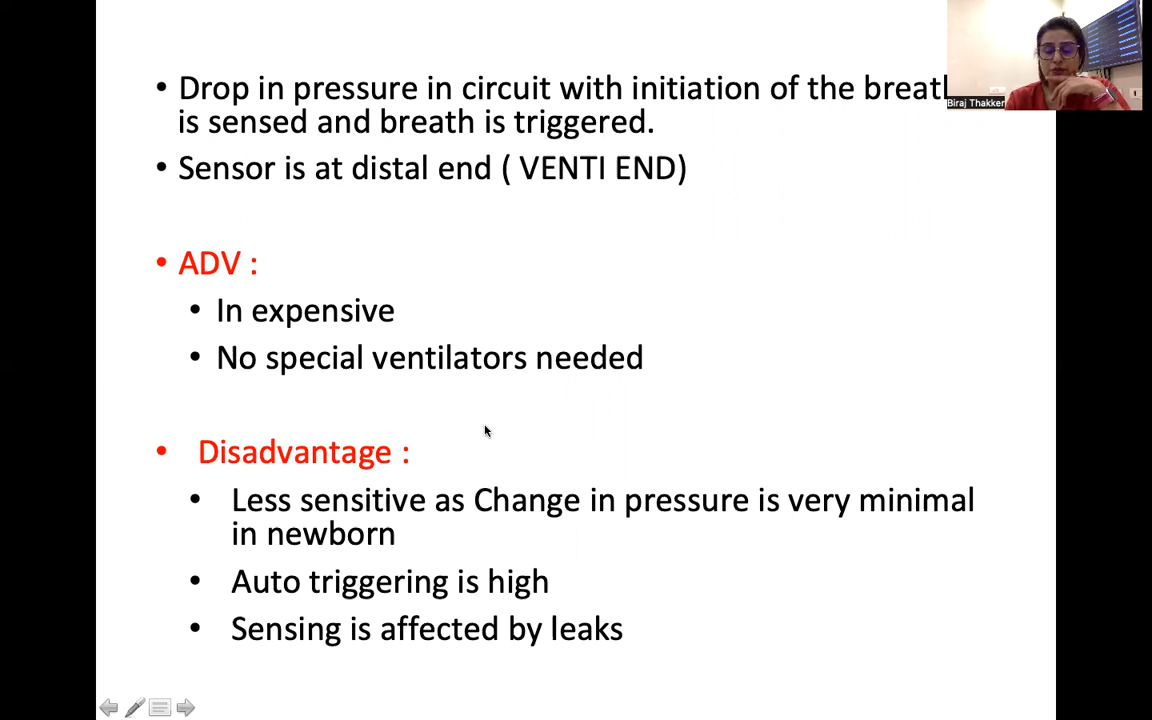 • Drop in pressure in circuit with initiation of the breath
is sensed and breath is triggered.
• Sensor is at distal end ( VENTI END)
• ADV :
• In expensive
• No special ventilators needed
• Disadvantage :
• Less sensitive as Change in pressure is very minimal
in newborn
• Auto triggering is high
• Sensing is affected by leaks
Biraj Thakker